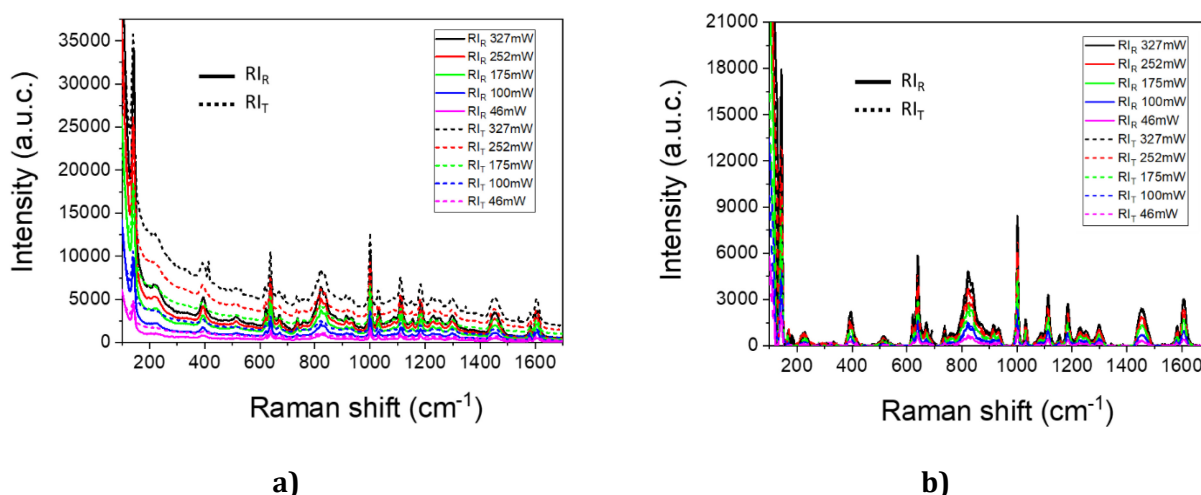 35000
30000
25000
20000
15000
10000
5000
0
Intensity (a.u.c.)
RI_R
RI_T
RI_R 327mW
RI_R 252mW
RI_R 175mW
RI_R 100mW
RI_R 46mW
RI_T 327mW
RI_T 252mW
RI_T 175mW
RI_T 100mW
RI_T 46mW
200 400 600 800 1000 1200 1400 1600
Raman shift (cm⁻¹)
a)
21000
18000
15000
12000
9000
6000
3000
0
Intensity (a.u.c.)
RI_R
RI_T
RI_R 327mW
RI_R 252mW
RI_R 175mW
RI_R 100mW
RI_R 46mW
RI_T 327mW
RI_T 252mW
RI_T 175mW
RI_T 100mW
RI_T 46mW
200 400 600 800 1000 1200 1400 1600
Raman shift (cm⁻¹)
b)